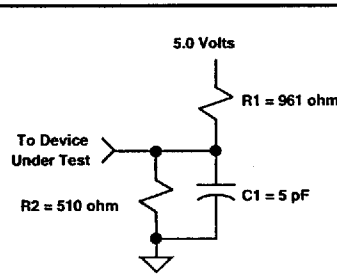 5.0 Volts
R1 = 961 ohm
To Device
Under Test
R2 = 510 ohm
C1 = 5 pF